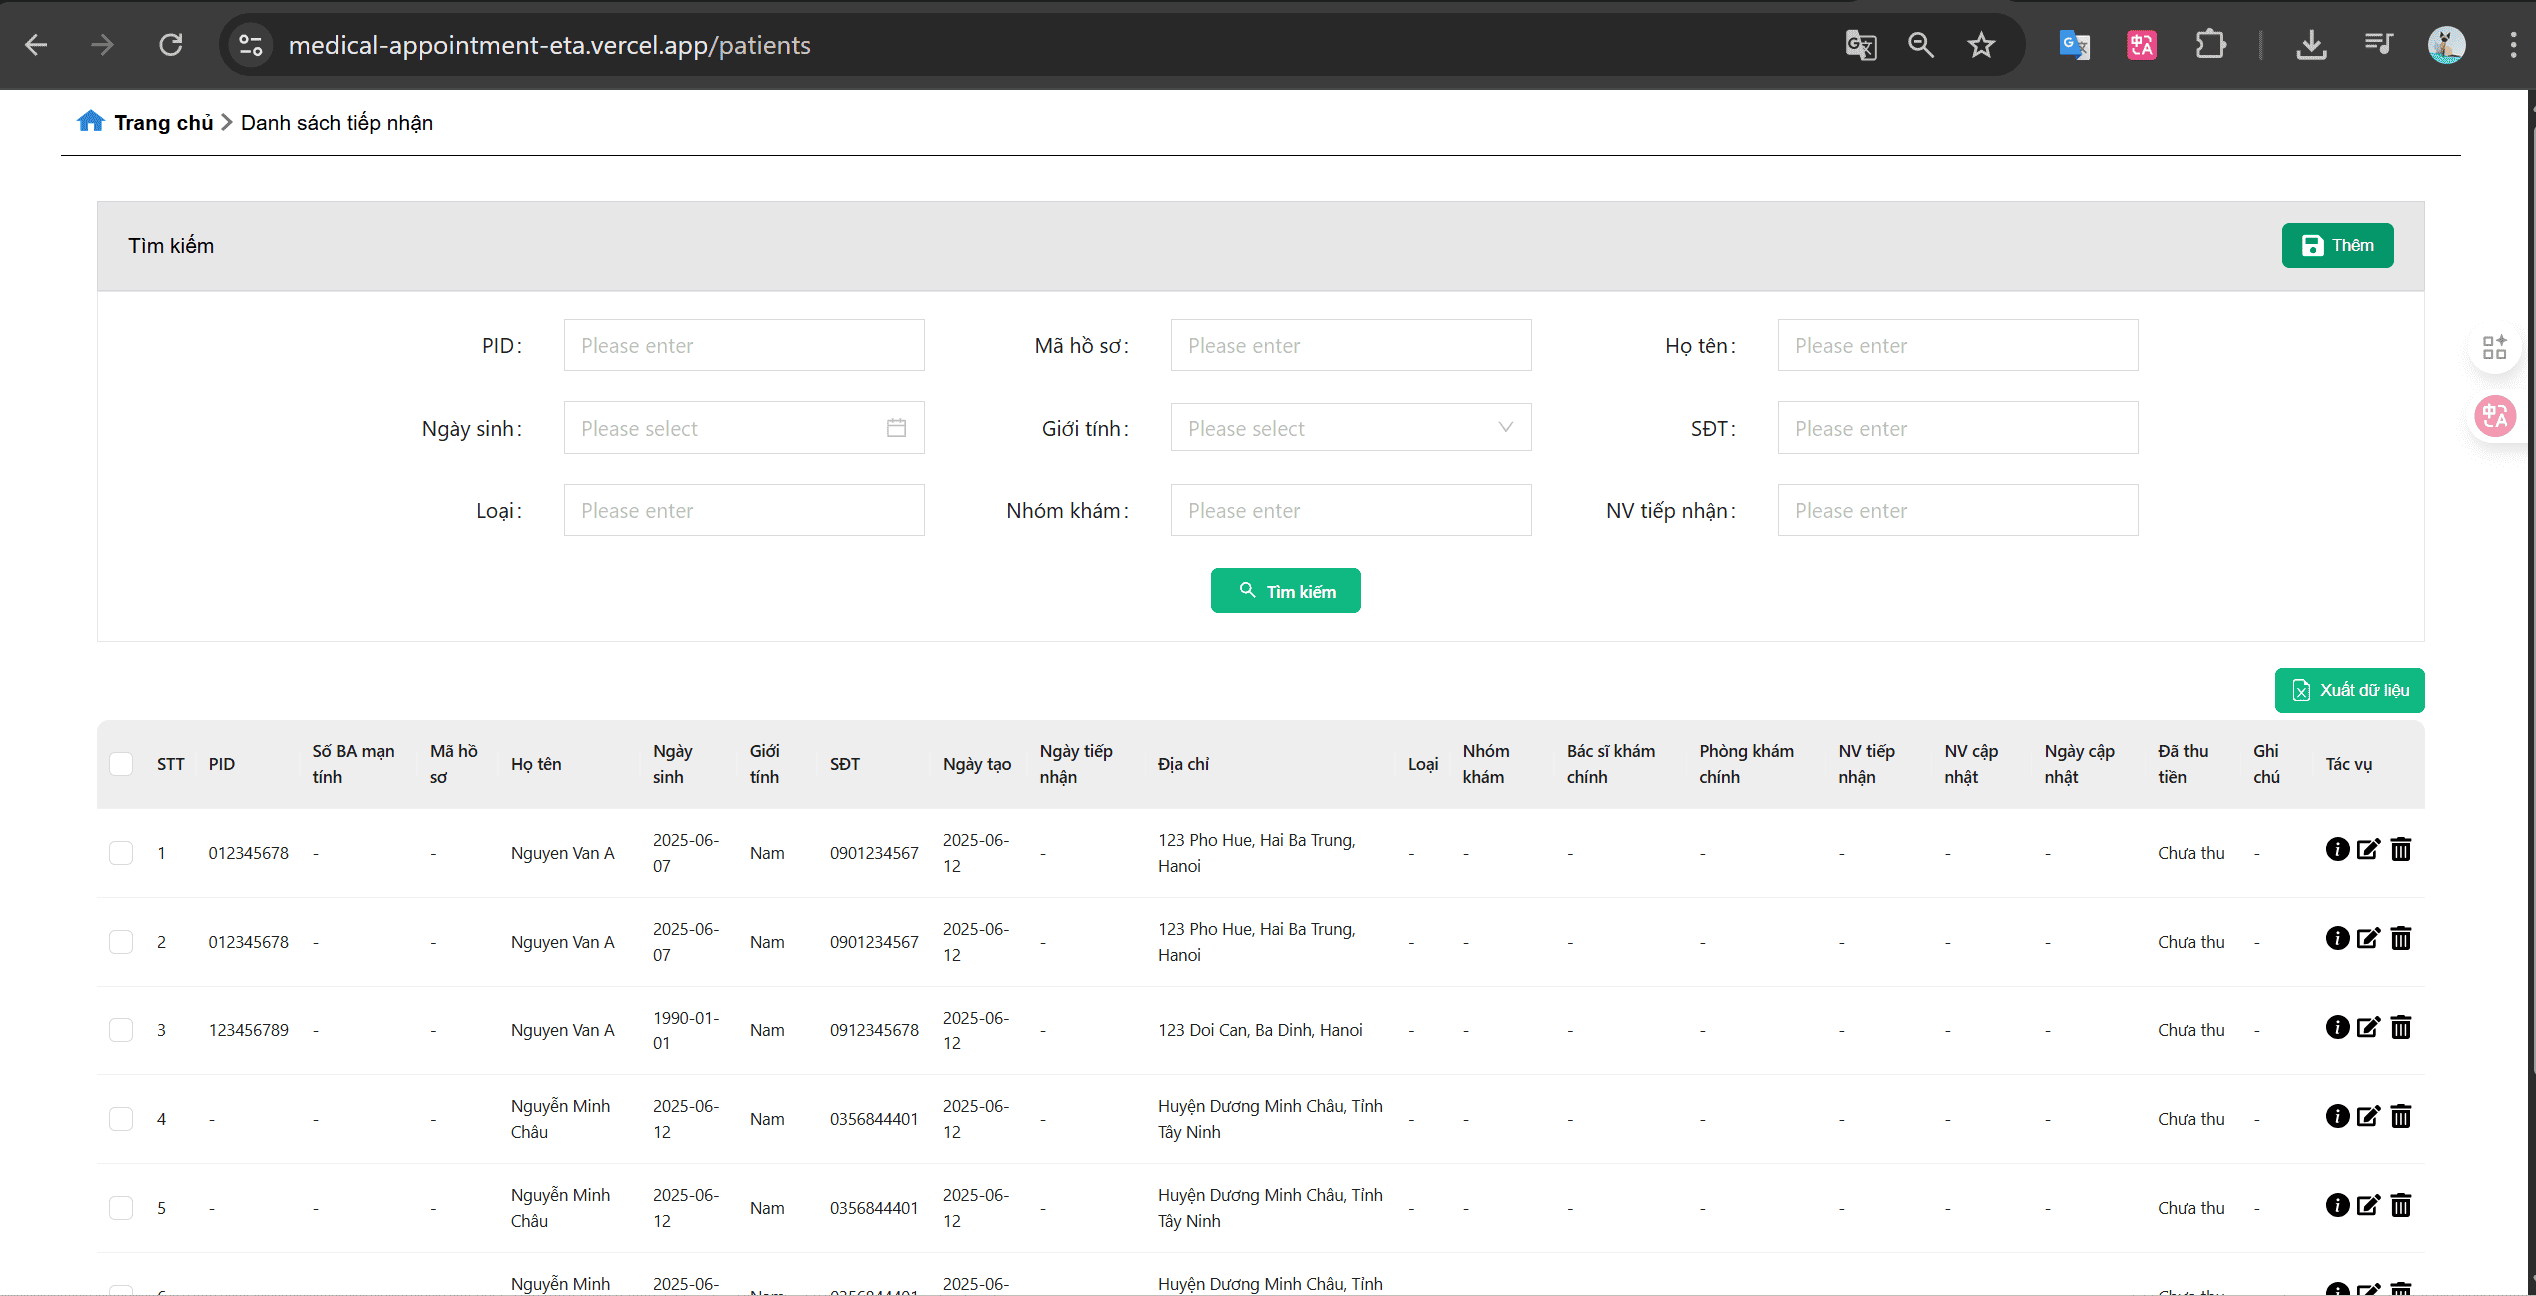 medical-appointment-eta.vercel.app/patients
Trang chủ > Danh sách tiếp nhận
Tìm kiếm
Thêm
PID: Please enter
Mã hồ sơ: Please enter
Họ tên: Please enter
Ngày sinh: Please select
Giới tính: Please select
SĐT: Please enter
Loại: Please enter
Nhóm khám: Please enter
NV tiếp nhận: Please enter
Tìm kiếm
Xuất dữ liệu
STT PID Số BA mạn tính Mã hồ sơ Họ tên Ngày sinh Giới tính SĐT Ngày tạo Ngày tiếp nhận Địa chỉ Loại Nhóm khám Bác sĩ khám chính Phòng khám chính NV tiếp nhận NV cập nhật Ngày cập nhật Đã thu tiền Ghi chú Tác vụ
1 012345678 - - Nguyen Van A 2025-06-07 Nam 0901234567 2025-06-12 - 123 Pho Hue, Hai Ba Trung, Hanoi - - - - - - - Chưa thu -
2 012345678 - - Nguyen Van A 2025-06-07 Nam 0901234567 2025-06-12 - 123 Pho Hue, Hai Ba Trung, Hanoi - - - - - - - Chưa thu -
3 123456789 - - Nguyen Van A 1990-01-01 Nam 0912345678 2025-06-12 - 123 Doi Can, Ba Dinh, Hanoi - - - - - - - Chưa thu -
4 - - - Nguyễn Minh Châu 2025-06-12 Nam 0356844401 2025-06-12 - Huyện Dương Minh Châu, Tỉnh Tây Ninh - - - - - - - Chưa thu -
5 - - - Nguyễn Minh Châu 2025-06-12 Nam 0356844401 2025-06-12 - Huyện Dương Minh Châu, Tỉnh Tây Ninh - - - - - - - Chưa thu -
Nguyễn Minh 2025-06- 2025-06- Huyện Dương Minh Châu, Tỉnh